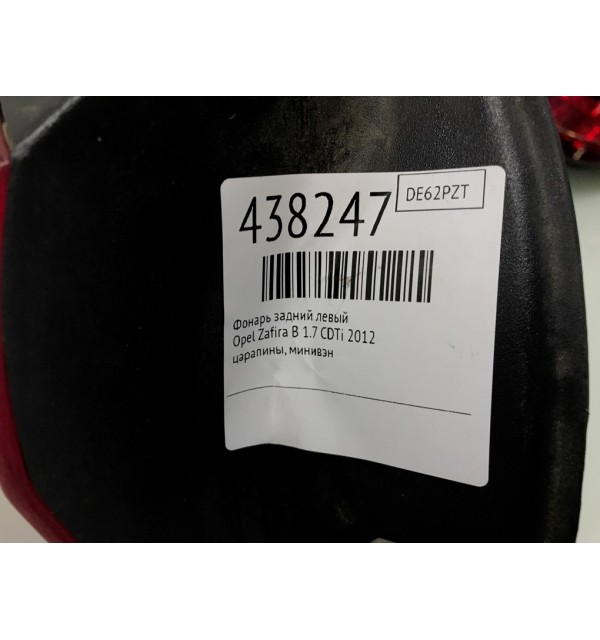 438247
DE62PZT
Фонарь задний левый
Opel Zafira B 1.7 CDTi 2012
царапины, минивэн